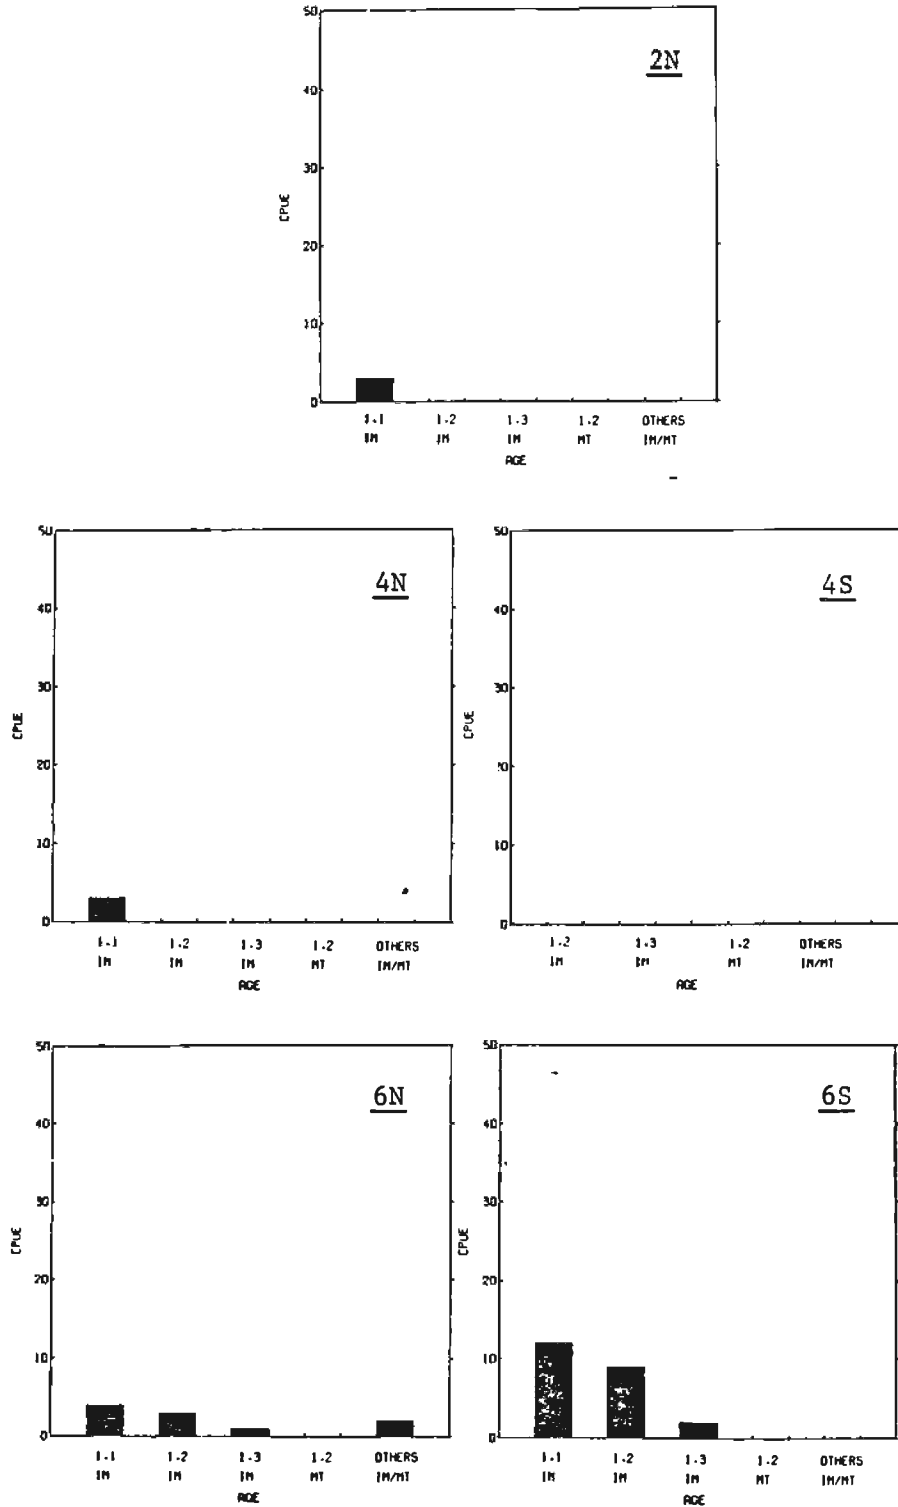 2N
50
40
30
20
10
0
CPUE
1.1 1.2 1.3 1.2 OTHERS
IM IM IM MT IM/MT
AGE
4N
50
40
30
20
10
0
CPUE
1.1 1.2 1.3 1.2 OTHERS
IM IM IM MT IM/MT
AGE
4S
50
40
30
20
10
0
CPUE
1.2 1.3 1.2 OTHERS
IM IM MT IM/MT
AGE
6N
50
40
30
20
10
0
CPUE
1.1 1.2 1.3 1.2 OTHERS
IM IM IM MT IM/MT
AGE
6S
50
40
30
20
10
0
CPUE
1.1 1.2 1.3 1.2 OTHERS
IM IM IM MT IM/MT
AGE